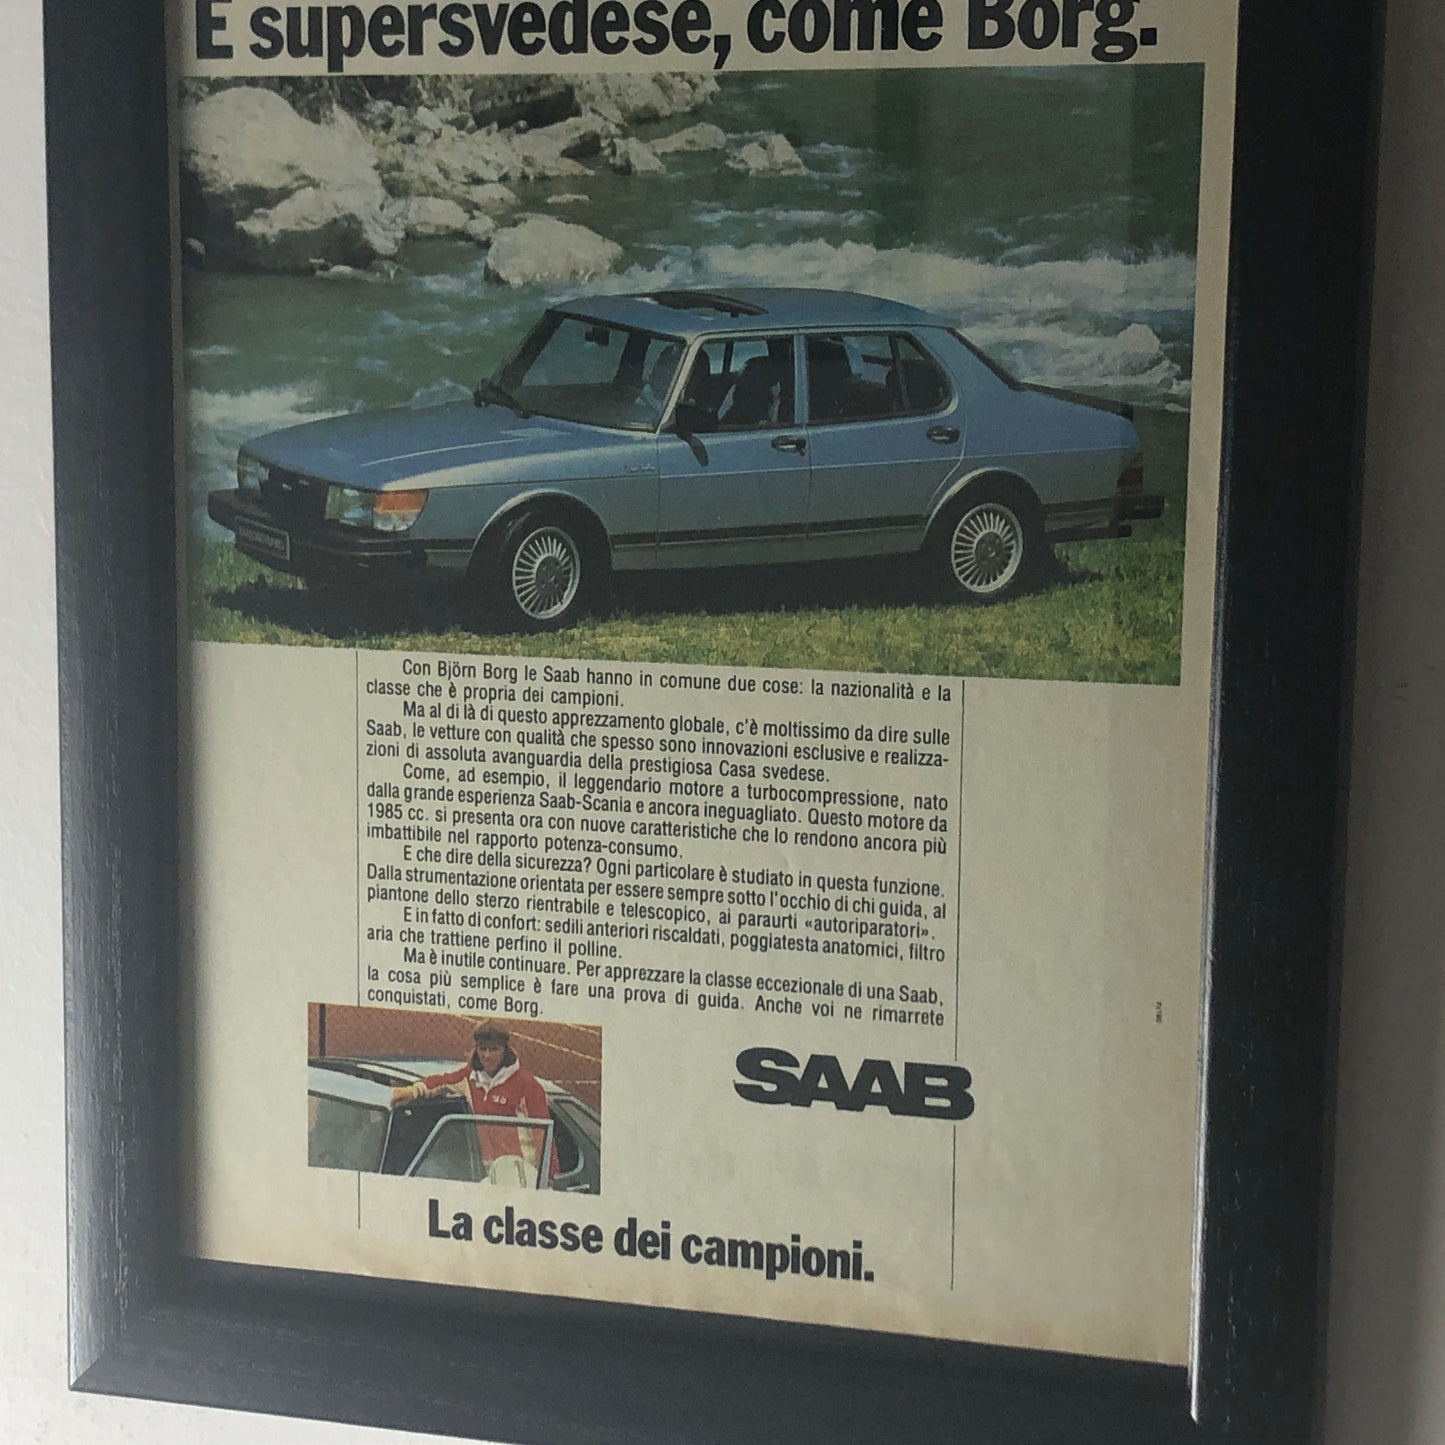 È supersvedese, come Borg.
Con Björn Borg le Saab hanno in comune due cose: la nazionalità e la
classe che è propria dei campioni.
Ma al di là di questo apprezzamento globale, c'è moltissimo da dire sulle
Saab, le vetture con qualità che spesso sono innovazioni esclusive e realizza-
zioni di assoluta avanguardia della prestigiosa Casa svedese.
Come, ad esempio, il leggendario motore a turbocompressione, nato
dalla grande esperienza Saab-Scania e ancora ineguagliato. Questo motore da
1985 cc. si presenta ora con nuove caratteristiche che lo rendono ancora più
imbattibile nel rapporto potenza-consumo.
E che dire della sicurezza? Ogni particolare è studiato in questa funzione.
Dalla strumentazione orientata per essere sempre sotto l'occhio di chi guida, al
piantone dello sterzo rientrabile e telescopico, ai paraurti «autoriparatori».
E in fatto di confort: sedili anteriori riscaldati, poggiatesta anatomici, filtro
aria che trattiene perfino il polline.
Ma è inutile continuare. Per apprezzare la classe eccezionale di una Saab,
la cosa più semplice è fare una prova di guida. Anche voi ne rimarrete
conquistati, come Borg.
SAAB
La classe dei campioni.